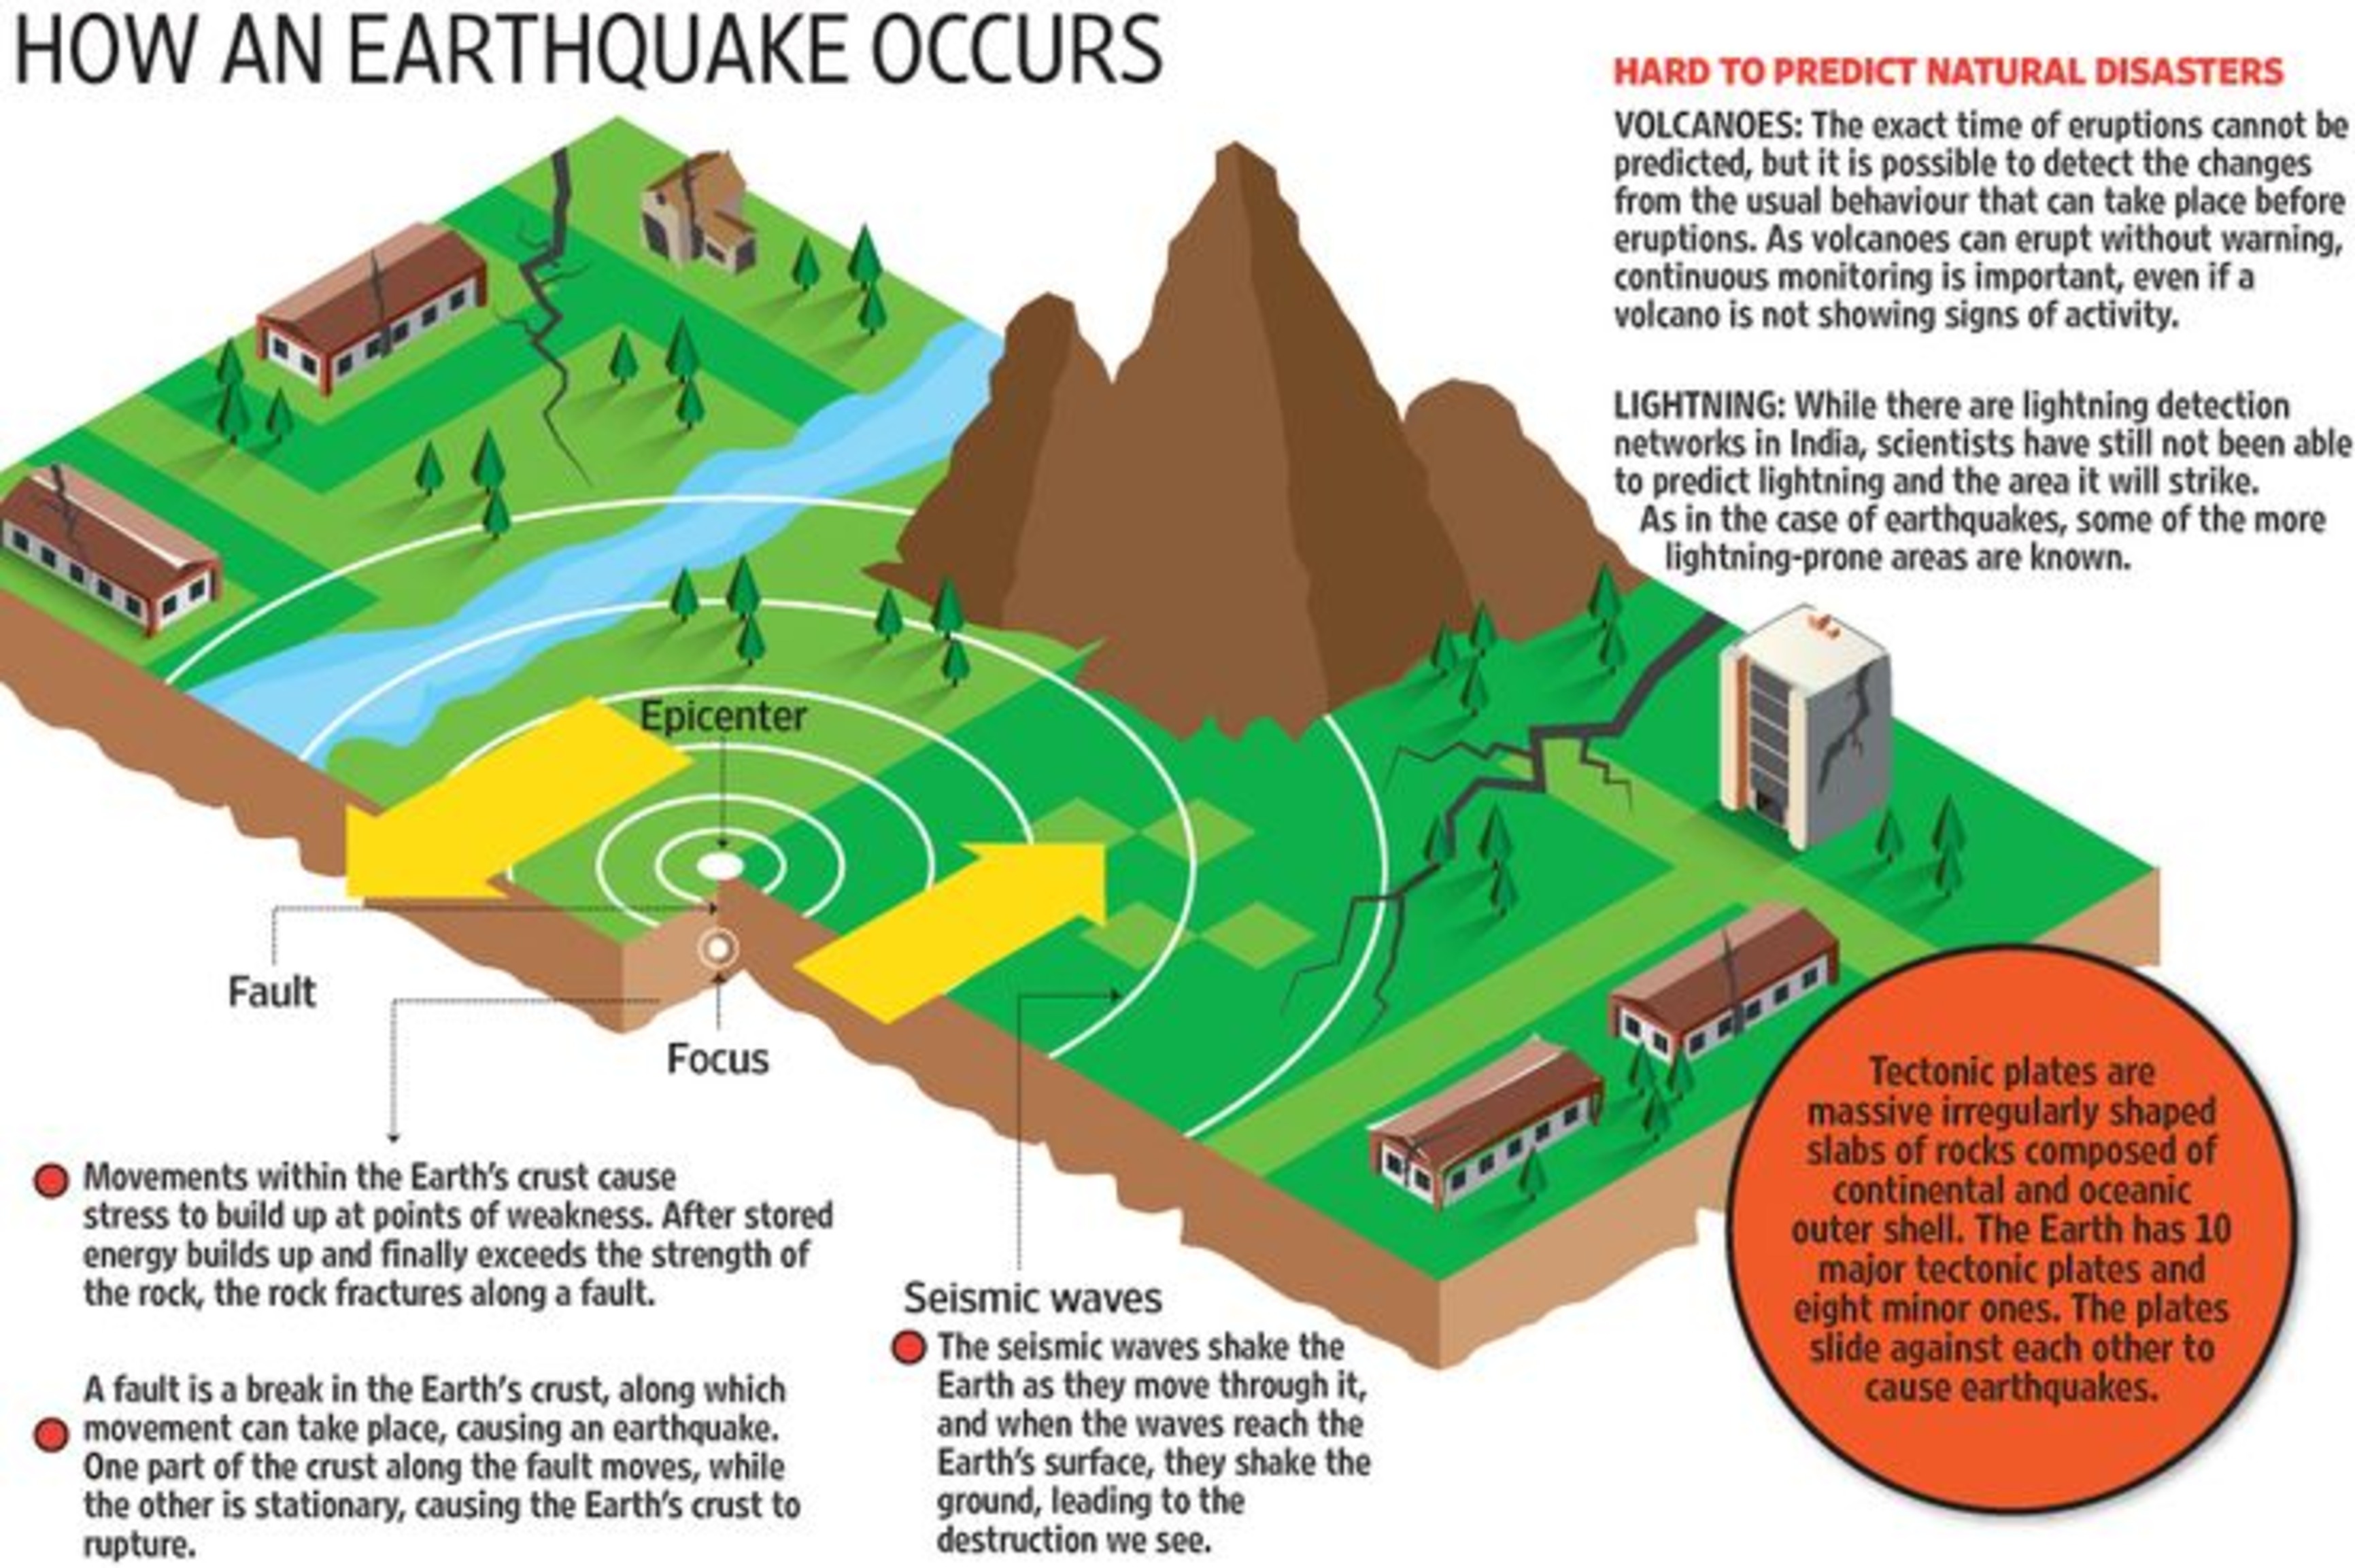 HOW AN EARTHQUAKE OCCURS
HARD TO PREDICT NATURAL DISASTERS
VOLCANOES: The exact time of eruptions cannot be
predicted, but it is possible to detect the changes
from the usual behaviour that can take place before
eruptions. As volcanoes can erupt without warning,
continuous monitoring is important, even if a
volcano is not showing signs of activity.
LIGHTNING: While there are lightning detection
networks in India, scientists have still not been able
to predict lightning and the area it will strike.
As in the case of earthquakes, some of the more
lightning-prone areas are known.
Epicenter
Fault
Focus
Movements within the Earth's crust cause
stress to build up at points of weakness. After stored
energy builds up and finally exceeds the strength of
the rock, the rock fractures along a fault.
A fault is a break in the Earth's crust, along which
movement can take place, causing an earthquake.
One part of the crust along the fault moves, while
the other is stationary, causing the Earth's crust to
rupture.
Seismic waves
The seismic waves shake the
Earth as they move through it,
and when the waves reach the
Earth's surface, they shake the
ground, leading to the
destruction we see.
Tectonic plates are
massive irregularly shaped
slabs of rocks composed of
continental and oceanic
outer shell. The Earth has 10
major tectonic plates and
eight minor ones. The plates
slide against each other to
cause earthquakes.